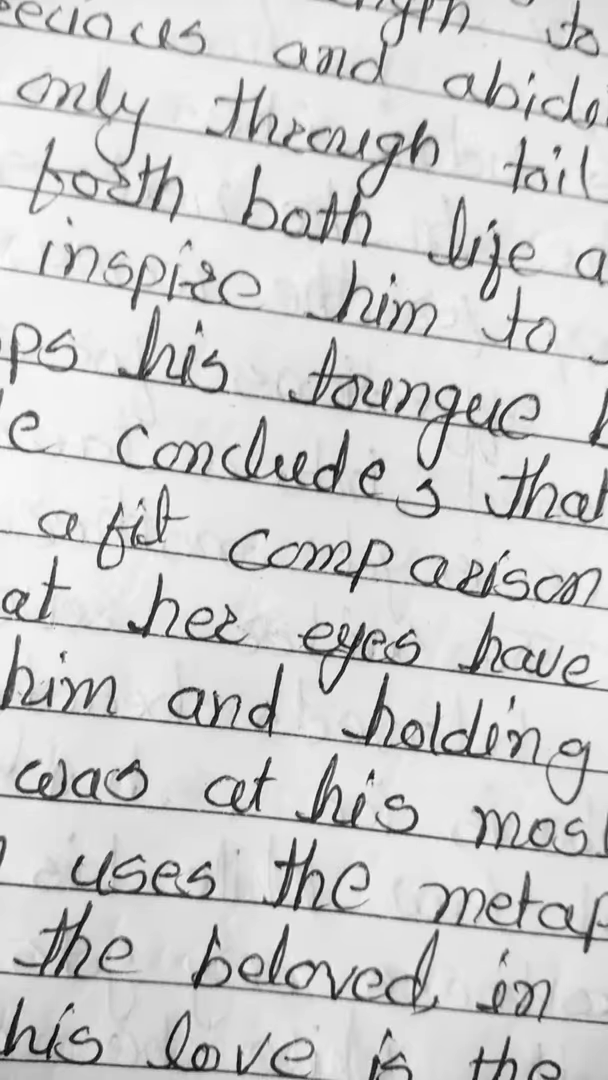 to
and abide
only through toil
forth both life a
inspire him to
ps his toungue
e concludes that
a fit comparison
at her eyes have
him and holding
was at his mos
uses the metap
the beloved in
his love is the